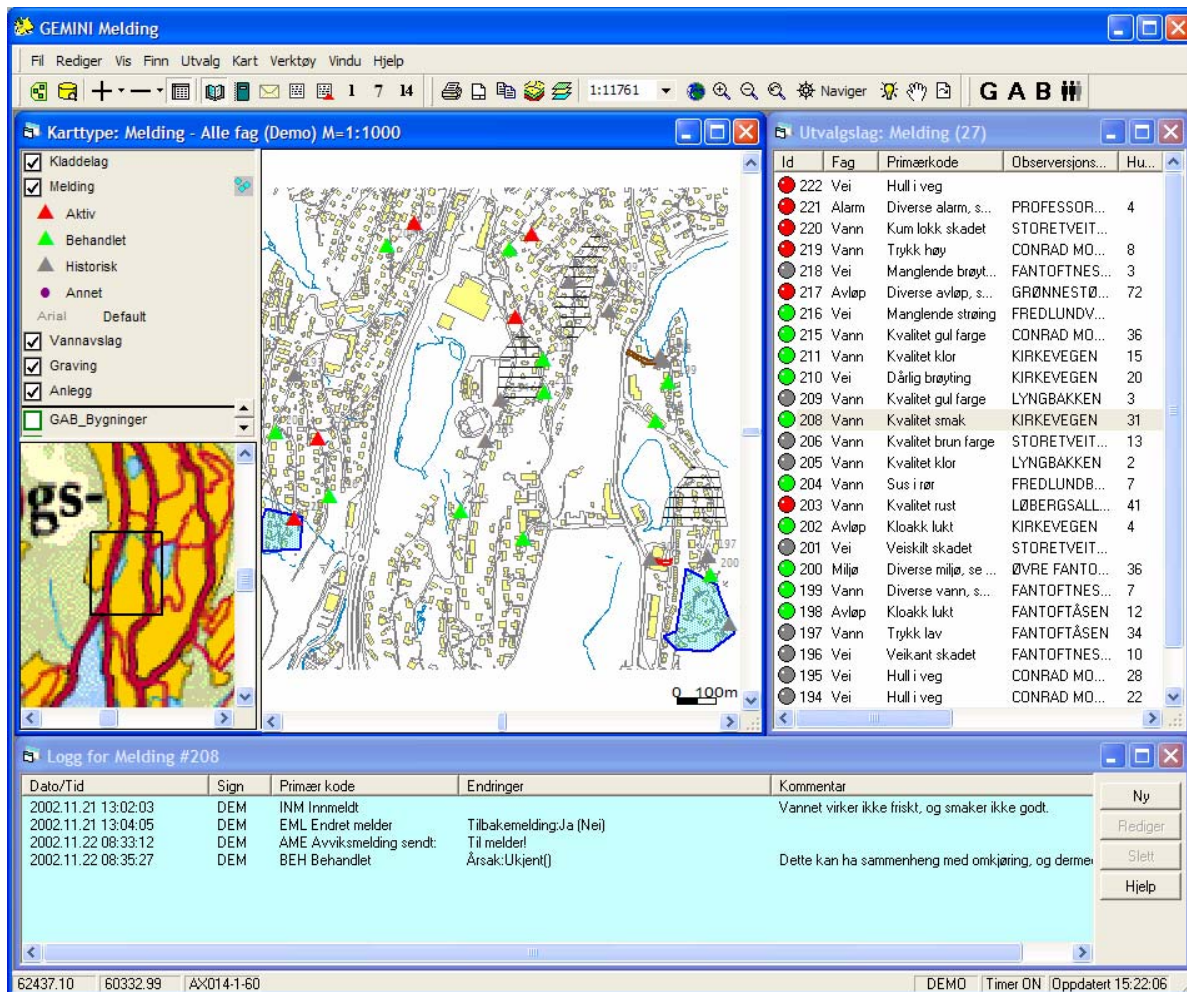 GEMINI Melding
Fil Rediger Vis Finn Utvalg Kart Verktøy Vindu Hjelp
1 7 14 1:11761 Naviger G A B
Karttype: Melding - Alle fag (Demo) M=1:1000
Kladdelag
Melding
Aktiv
Behandlet
Historisk
Annet
Arial Default
Vannavslag
Graving
Anlegg
GAB_Bygninger
gs-
197
200
0 100m
Utvalgslag: Melding (27)
Id Fag Primærkode Observersjons... Hu...
222 Vei Hull i veg
221 Alarm Diverse alarm, s... PROFESSOR... 4
220 Vann Kum lokk skadet STORETVEIT...
219 Vann Trykk høy CONRAD MO... 8
218 Vei Manglende brøyt... FANTOFTNES... 3
217 Avløp Diverse avløp, s... GRØNNESTØ... 72
216 Vei Manglende strøing FREDLUNDV...
215 Vann Kvalitet gul farge CONRAD MO... 36
211 Vann Kvalitet klor KIRKEVEGEN 15
210 Vei Dårlig brøyting KIRKEVEGEN 20
209 Vann Kvalitet gul farge LYNGBAKKEN 3
208 Vann Kvalitet smak KIRKEVEGEN 31
206 Vann Kvalitet brun farge STORETVEIT... 13
205 Vann Kvalitet klor LYNGBAKKEN 2
204 Vann Sus i rør FREDLUNDB... 7
203 Vann Kvalitet rust LØBERGSALL... 41
202 Avløp Kloakk lukt KIRKEVEGEN 4
201 Vei Veiskilt skadet STORETVEIT...
200 Miljø Diverse miljø, se ... ØVRE FANTO... 36
199 Vann Diverse vann, s... FANTOFTNES... 7
198 Avløp Kloakk lukt FANTOFTÅSEN 12
197 Vann Trykk lav FANTOFTÅSEN 34
196 Vei Veikant skadet FANTOFTNES... 10
195 Vei Hull i veg CONRAD MO... 28
194 Vei Hull i veg CONRAD MO... 22
Logg for Melding #208
Dato/Tid Sign Primær kode Endringer Kommentar
2002.11.21 13:02:03 DEM INM Innmeldt Vannet virker ikke friskt, og smaker ikke godt.
2002.11.21 13:04:05 DEM EML Endret melder Tilbakemelding:Ja (Nei)
2002.11.22 08:33:12 DEM AME Avviksmelding sendt: Til melder!
2002.11.22 08:35:27 DEM BEH Behandlet Årsak:Ukjent() Dette kan ha sammenheng med omkjøring, og dermed
Ny
Rediger
Slett
Hjelp
62437.10 60332.99 AX014-1-60 DEMO Timer ON Oppdatert 15:22:06